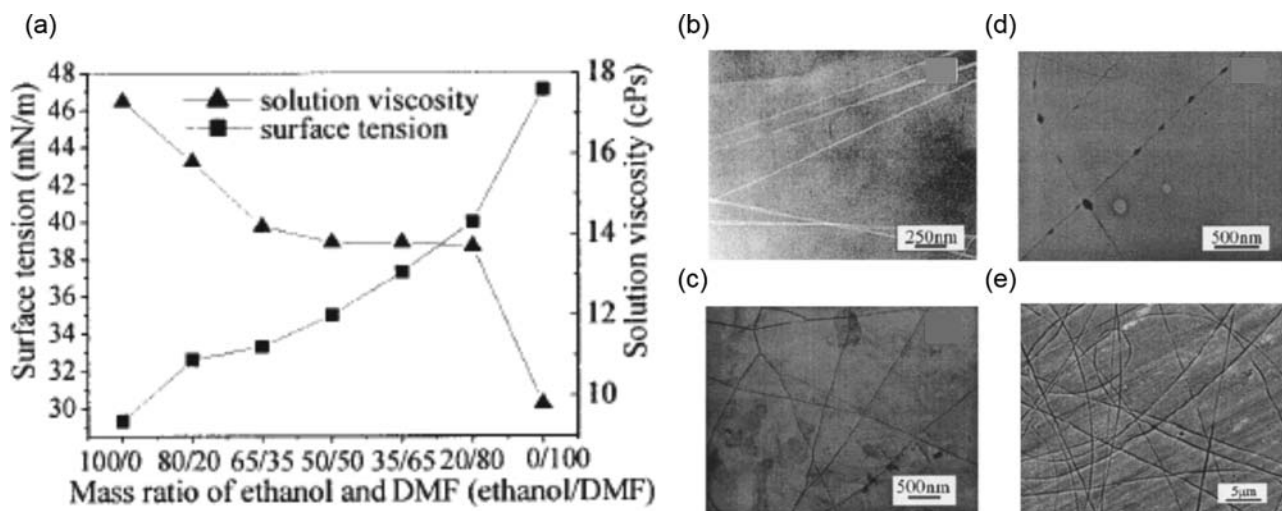 (a)
48
46
44
42
40
38
36
34
32
30
Surface tension (mN/m)
solution viscosity
surface tension
18
16
14
12
10
Solution viscosity (cPs)
100/0 80/20 65/35 50/50 35/65 20/80 0/100
Mass ratio of ethanol and DMF (ethanol/DMF)
(b)
250nm
(c)
500nm
(d)
500nm
(e)
5μm